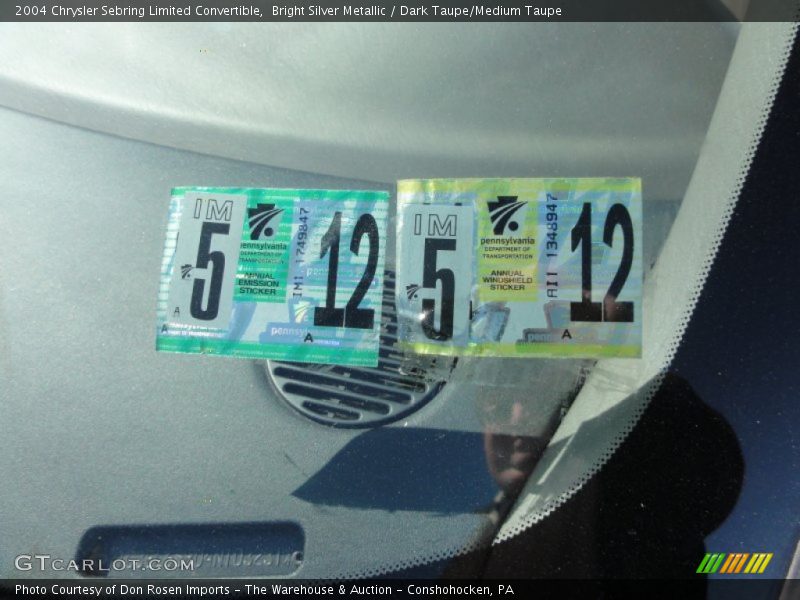 2004 Chrysler Sebring Limited Convertible,  Bright Silver Metallic / Dark Taupe/Medium Taupe
IM
5
A
pennsylvania
DEPARTMENT OF
TRANSPORTATION
ANNUAL
EMISSION
STICKER
IM1 1749847
12
A
IM
5
pennsylvania
DEPARTMENT OF
TRANSPORTATION
ANNUAL
WINDSHIELD
STICKER
AI1 1348947
12
A
GTCARLOT.COM
Photo Courtesy of Don Rosen Imports - The Warehouse & Auction - Conshohocken, PA